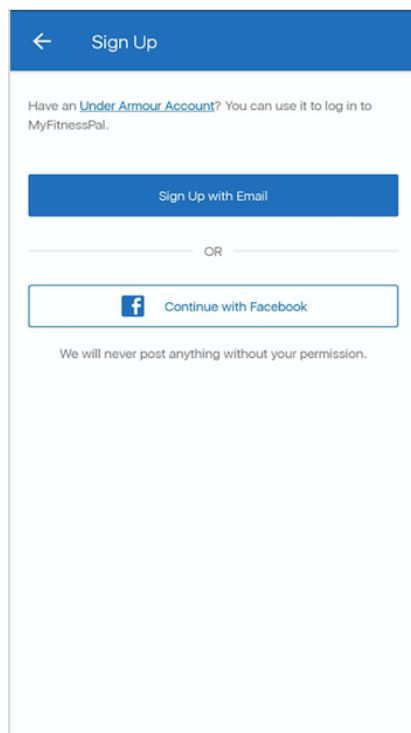 Sign Up
Have an Under Armour Account? You can use it to log in to
MyFitnessPal.
Sign Up with Email
OR
Continue with Facebook
We will never post anything without your permission.